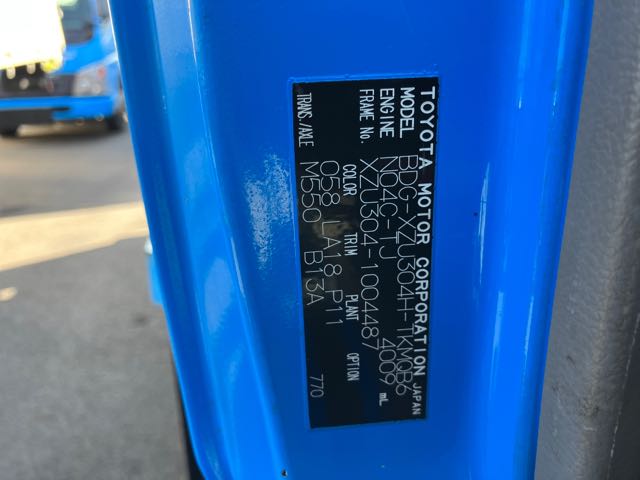 TOYOTA MOTOR CORPORATION JAPAN
MODEL BDG-XZU304H-TKMQB6
ENGINE N04C-TJ 4009 mL
FRAME No. XZU304-1004487
COLOR TRIM PLANT OPTION
058 LA18 P11
TRANS./AXLE M550 B13A
770